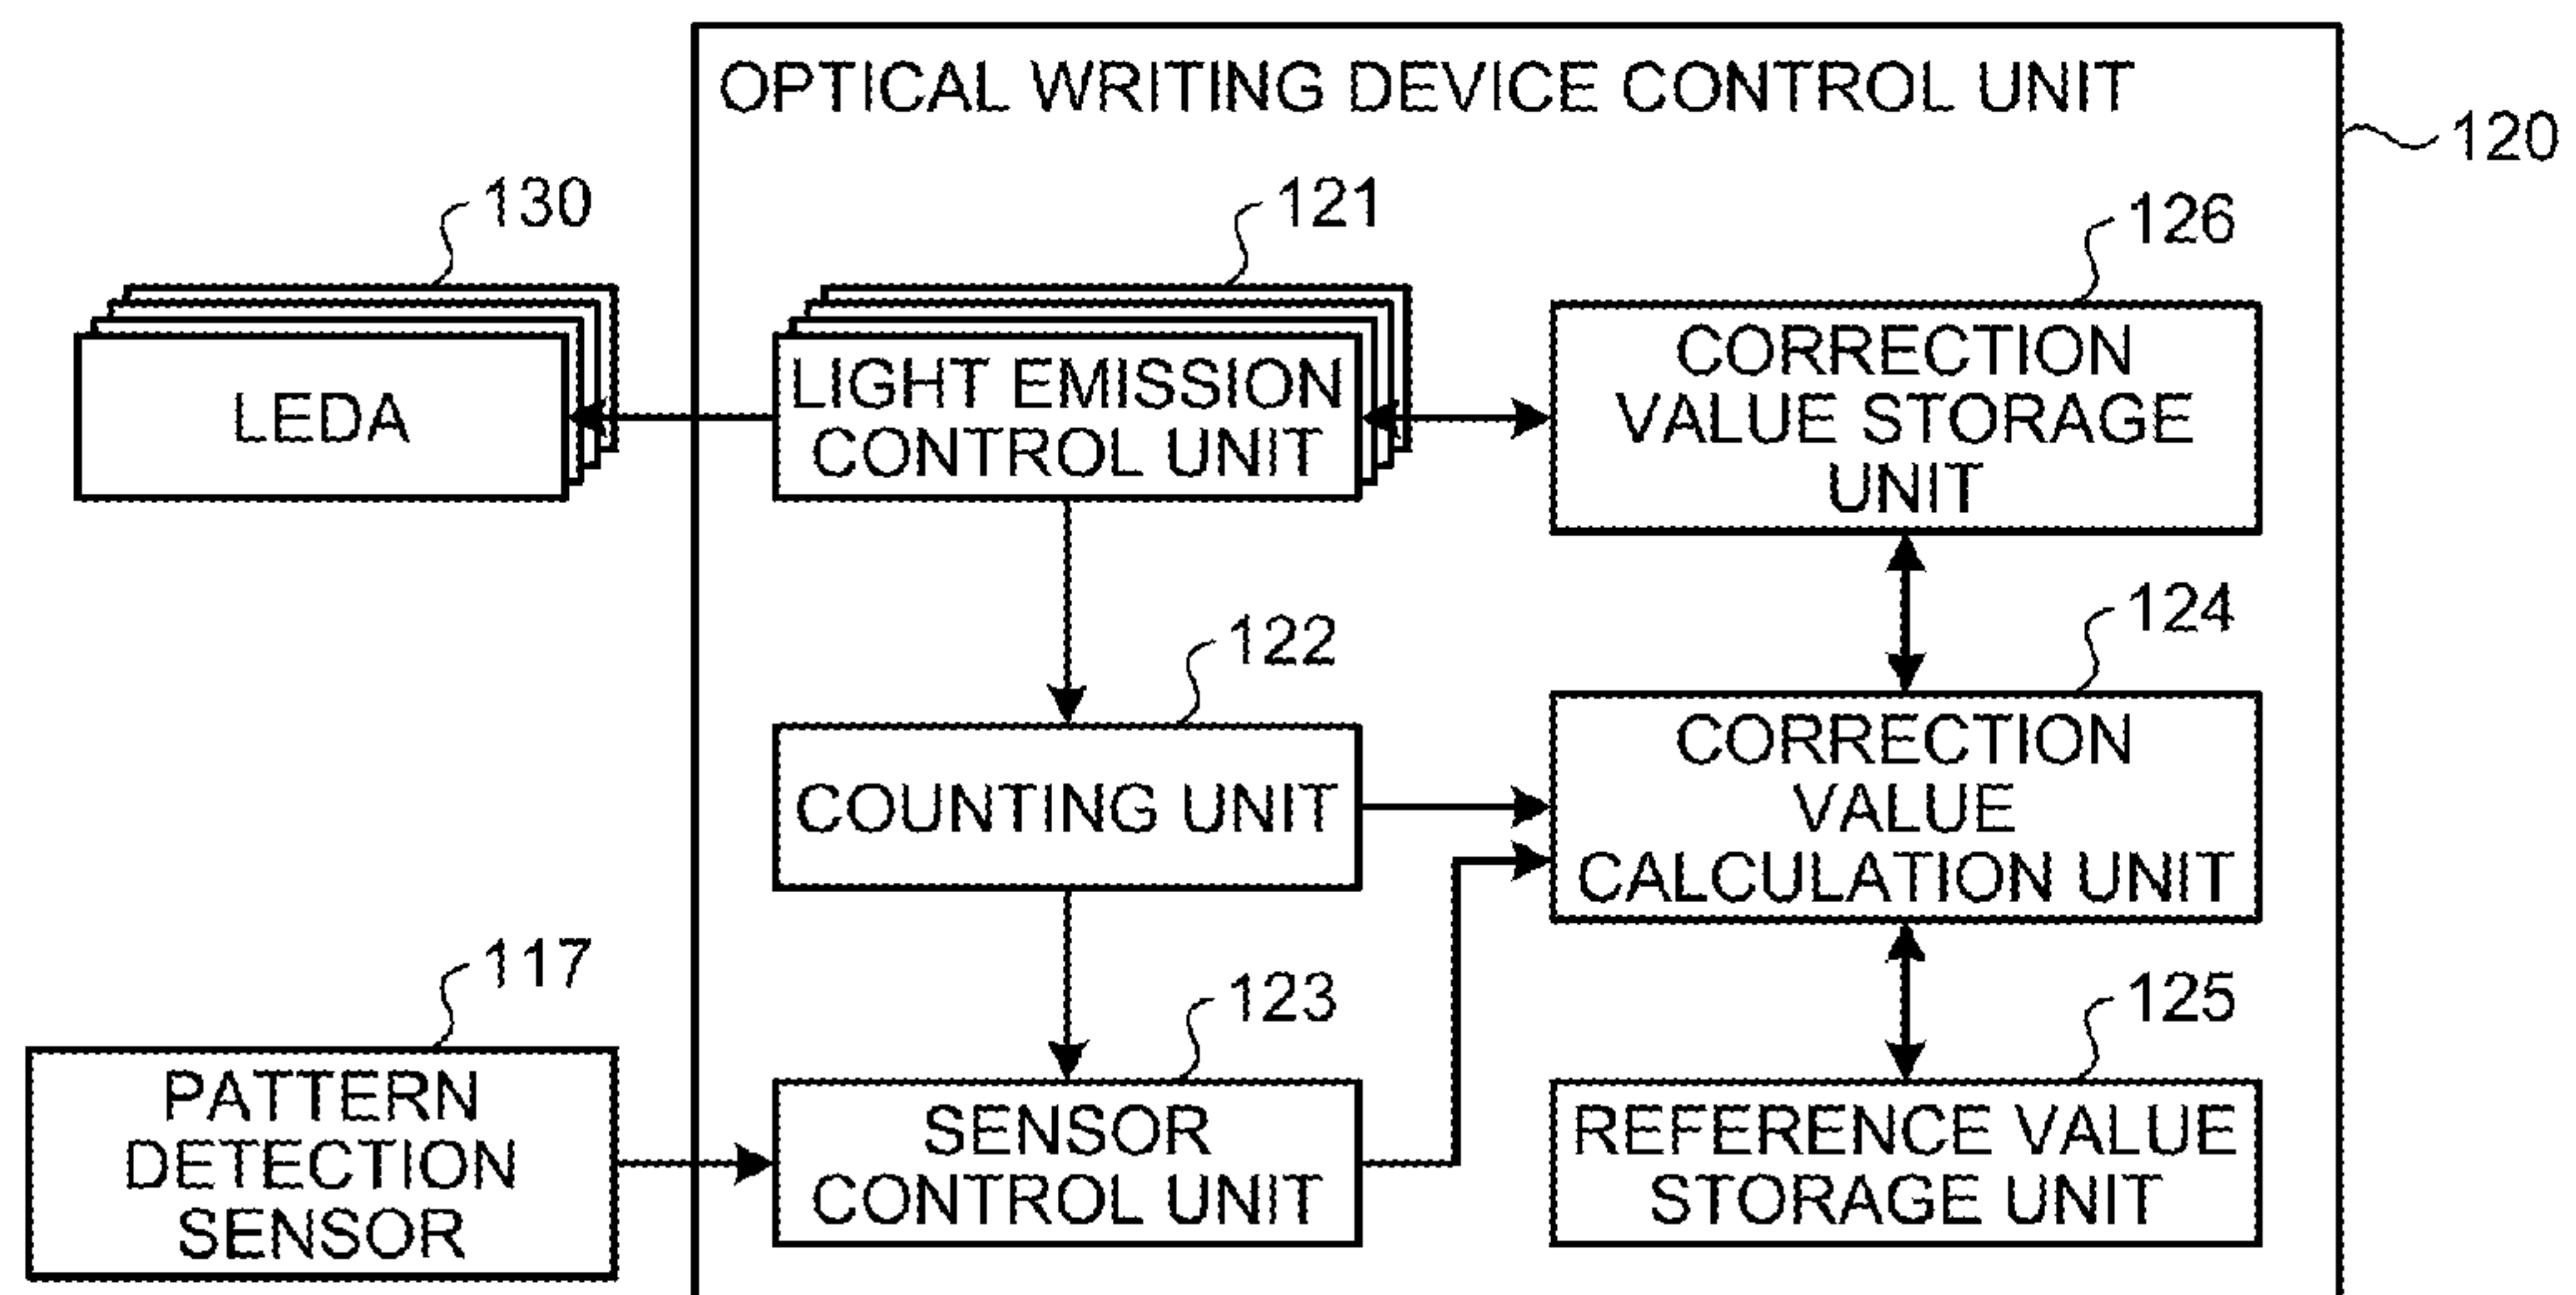 OPTICAL WRITING DEVICE CONTROL UNIT
120
130
121
126
LEDA
LIGHT EMISSION
CONTROL UNIT
CORRECTION
VALUE STORAGE
UNIT
122
124
COUNTING UNIT
CORRECTION
VALUE
CALCULATION UNIT
117
123
125
PATTERN
DETECTION
SENSOR
SENSOR
CONTROL UNIT
REFERENCE VALUE
STORAGE UNIT